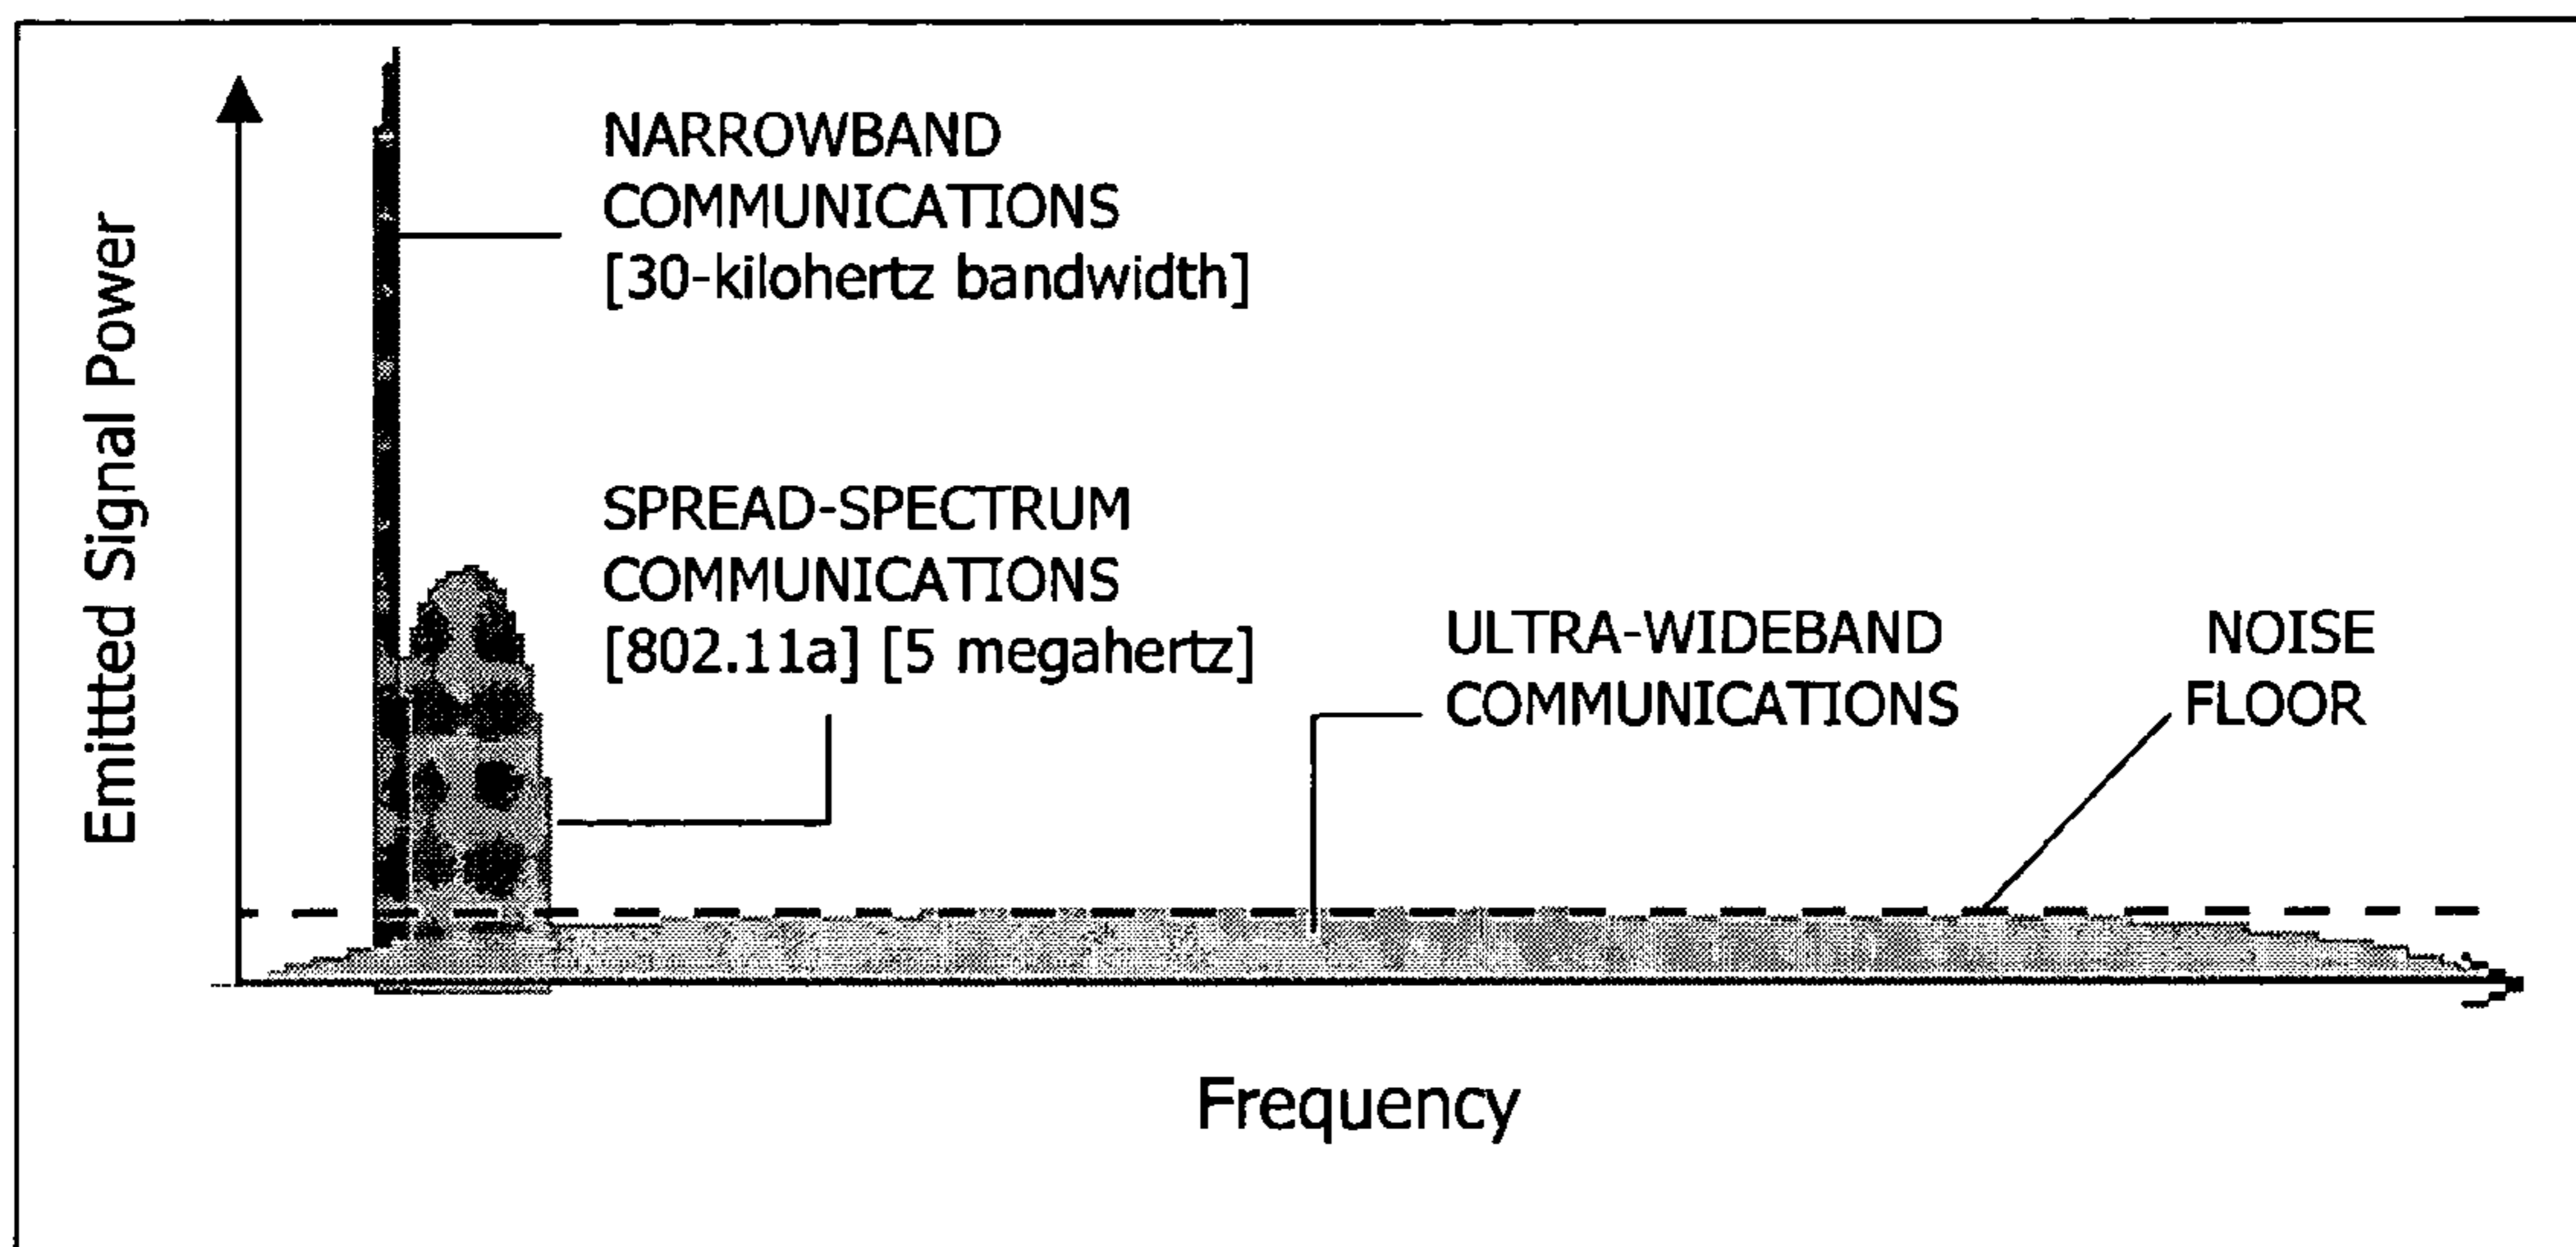 Emittted Signal Power
NARROWBAND
COMMUNICATIONS
[30-kilohertz bandwidth]
SPREAD-SPECTRUM
COMMUNICATIONS
[802.11a] [5 megahertz]
ULTRA-WIDEBAND
COMMUNICATIONS
NOISE
FLOOR
Frequency